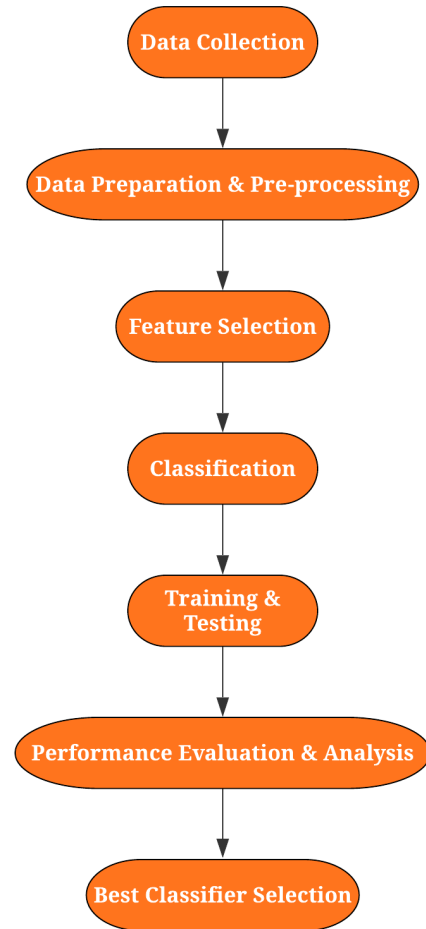 Data Collection
Data Preparation & Pre-processing
Feature Selection
Classification
Training &
Testing
Performance Evaluation & Analysis
Best Classifier Selection